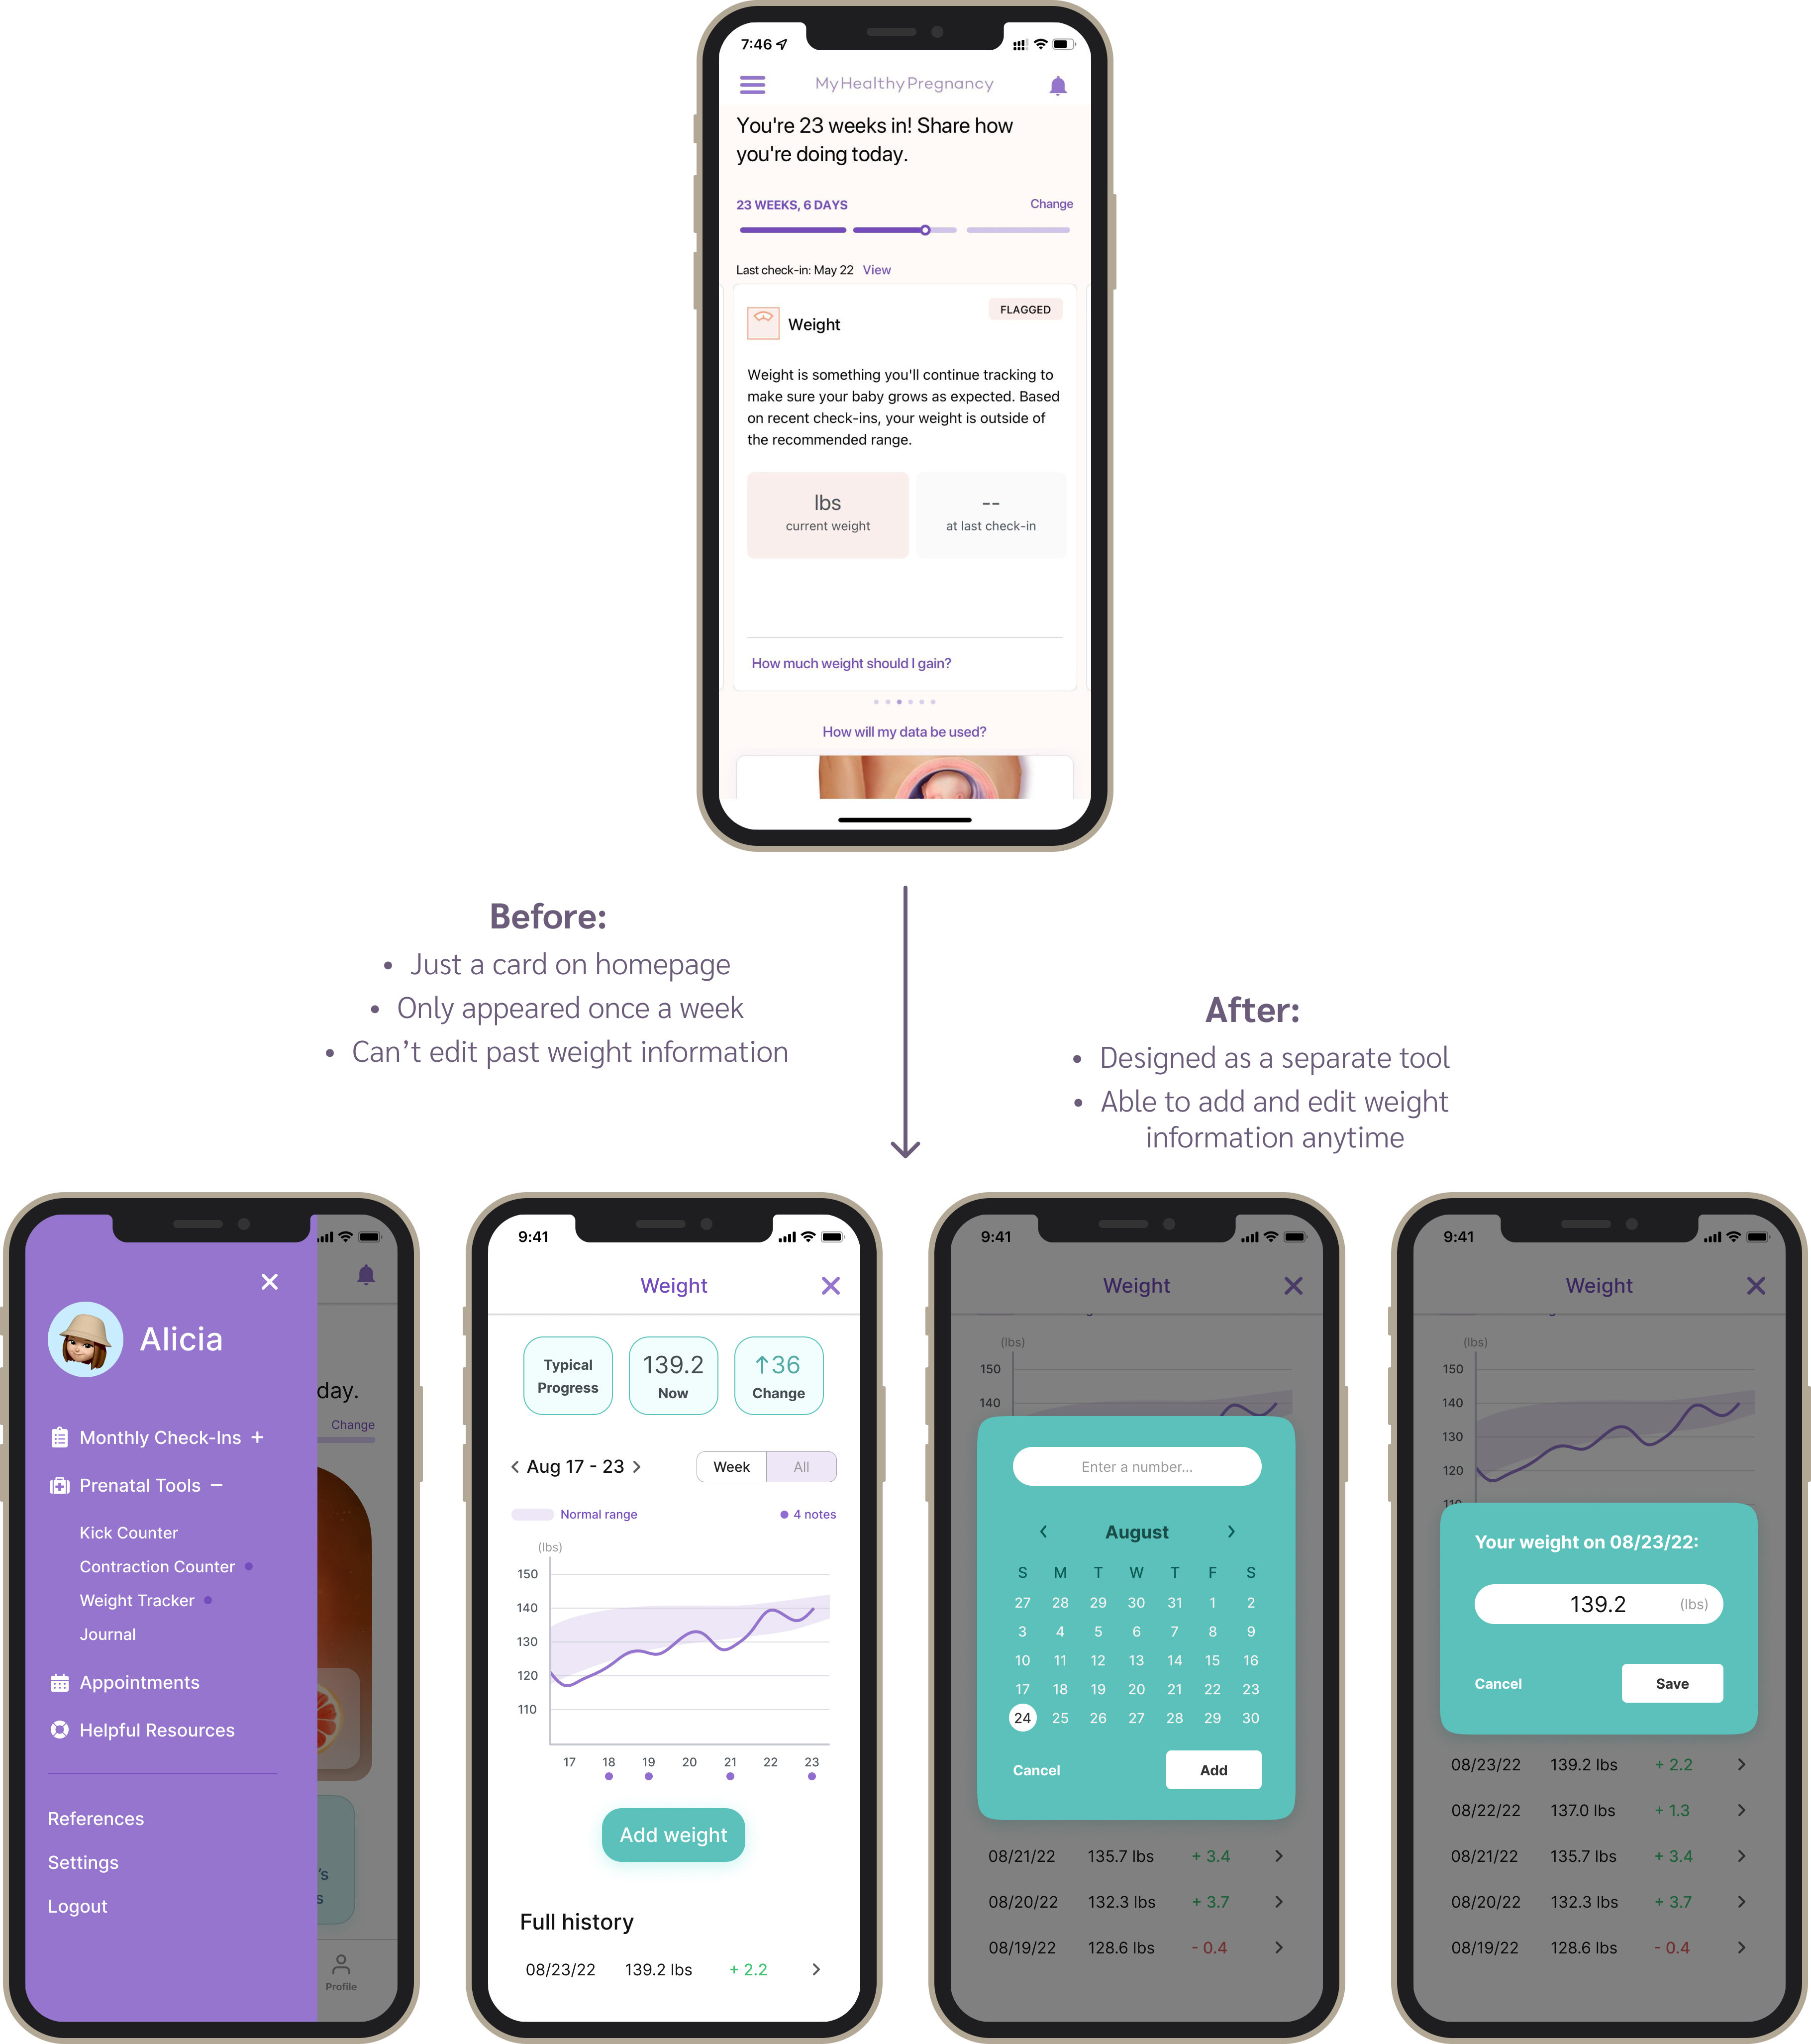 7:46
MyHealthyPregnancy
You're 23 weeks in! Share how
you're doing today.
23 WEEKS, 6 DAYS
Change
Last check-in: May 22 View
FLAGGED
Weight
Weight is something you'll continue tracking to
make sure your baby grows as expected. Based
on recent check-ins, your weight is outside of
the recommended range.
lbs
current weight
--
at last check-in
How much weight should I gain?
How will my data be used?
Before:
• Just a card on homepage
• Only appeared once a week
• Can’t edit past weight information
After:
• Designed as a separate tool
• Able to add and edit weight
information anytime
Alicia
Monthly Check-Ins +
Prenatal Tools −
Kick Counter
Contraction Counter
Weight Tracker
Journal
Appointments
Helpful Resources
References
Settings
Logout
day.
Change
's
s
Profile
9:41
Weight
Typical
Progress
139.2
Now
↑36
Change
Aug 17 - 23
Week
All
Normal range
4 notes
(lbs)
150
140
130
120
110
17 18 19 20 21 22 23
Add weight
Full history
08/23/22 139.2 lbs + 2.2
9:41
Weight
(lbs)
150
140
Enter a number...
August
S M T W T F S
27 28 29 30 31 1 2
3 4 5 6 7 8 9
10 11 12 13 14 15 16
17 18 19 20 21 22 23
24 25 26 27 28 29 30
Cancel
Add
08/21/22 135.7 lbs + 3.4
08/20/22 132.3 lbs + 3.7
08/19/22 128.6 lbs - 0.4
9:41
Weight
(lbs)
150
140
130
120
110
Your weight on 08/23/22:
139.2 (lbs)
Cancel
Save
08/23/22 139.2 lbs + 2.2
08/22/22 137.0 lbs + 1.3
08/21/22 135.7 lbs + 3.4
08/20/22 132.3 lbs + 3.7
08/19/22 128.6 lbs - 0.4